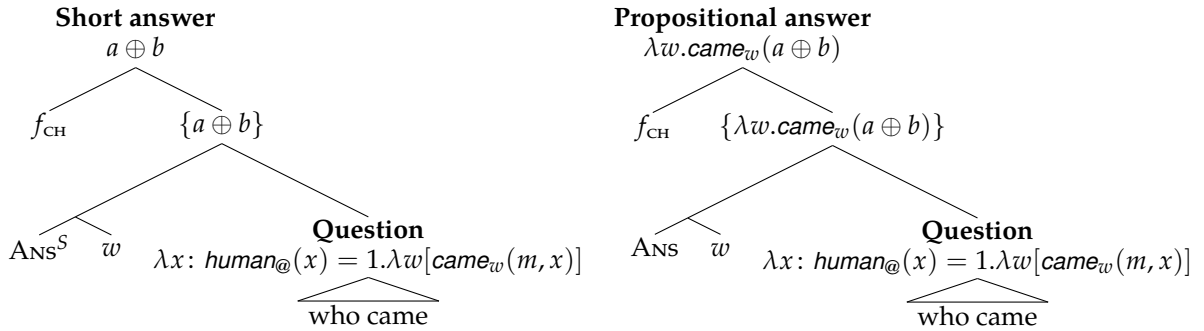 Short answer
a ⊕ b
f_CH
{a ⊕ b}
ANS^S
w
Question
λx: human_@(x) = 1.λw[came_w(m, x)]
who came
Propositional answer
λw.came_w(a ⊕ b)
f_CH
{λw.came_w(a ⊕ b)}
ANS
w
Question
λx: human_@(x) = 1.λw[came_w(m, x)]
who came